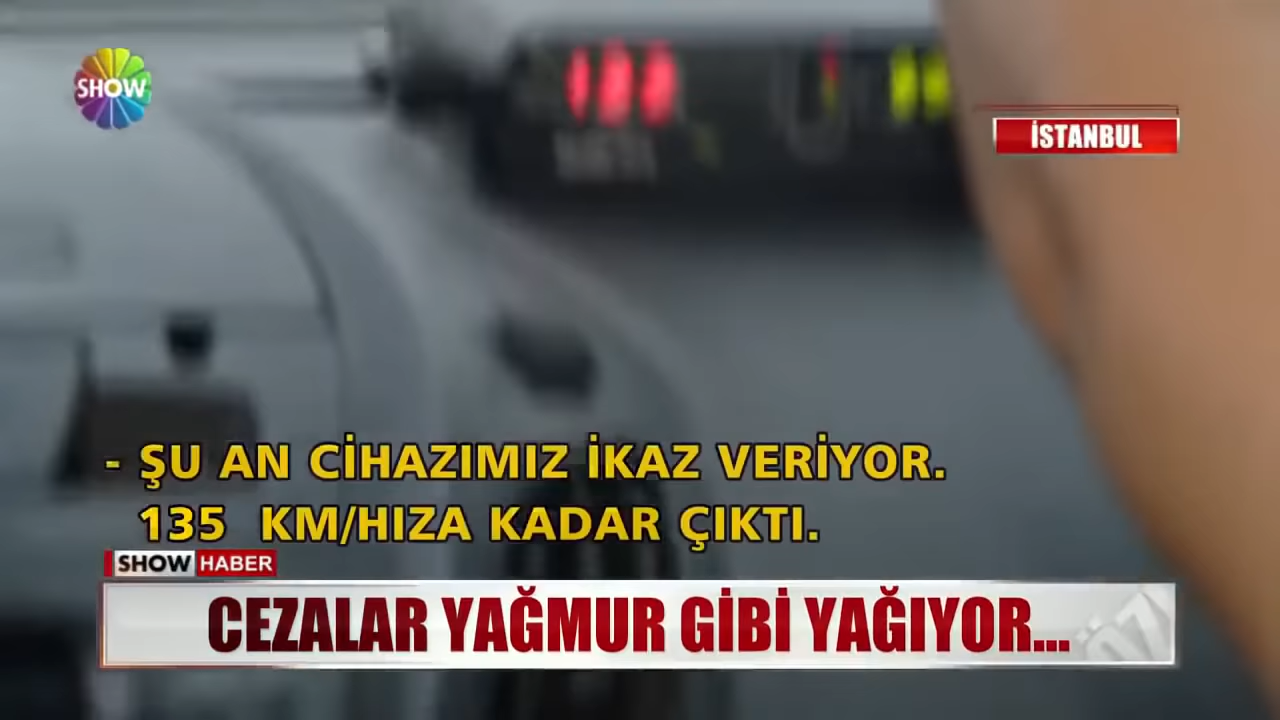 SHOW
İSTANBUL
- ŞU AN CİHAZIMIZ İKAZ VERİYOR.
135 KM/HIZA KADAR ÇIKTI.
SHOW HABER
CEZALAR YAĞMUR GİBİ YAĞIYOR...